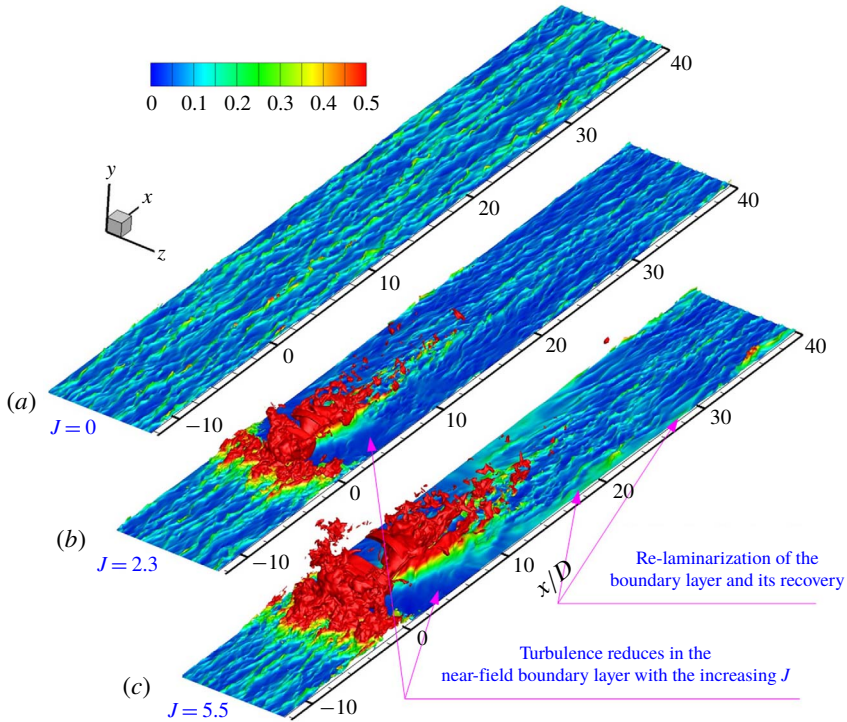 40
0 0.1 0.2 0.3 0.4 0.5
30
y
x
z
20
40
10
30
0
20
40
(a)
−10
J = 0
10
30
0
20
(b)
−10
J = 2.3
10
x/D
Re-laminarization of the
boundary layer and its recovery
0
Turbulence reduces in the
near-field boundary layer with the increasing J
(c)
−10
J = 5.5